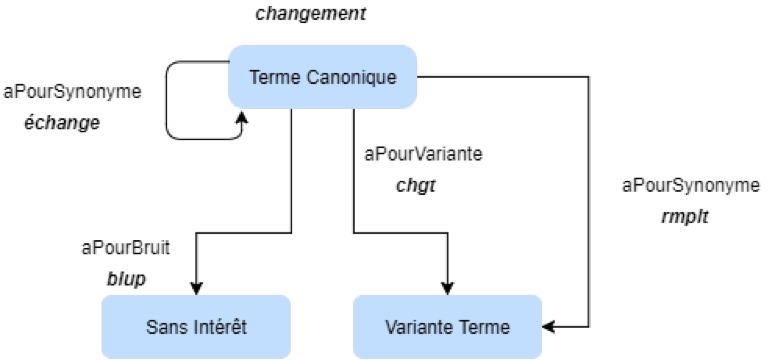 changement
Terme Canonique
aPourSynonyme
échange
aPourVariante
chgt
aPourSynonyme
rmplt
aPourBruit
blup
Sans Intérêt
Variante Terme